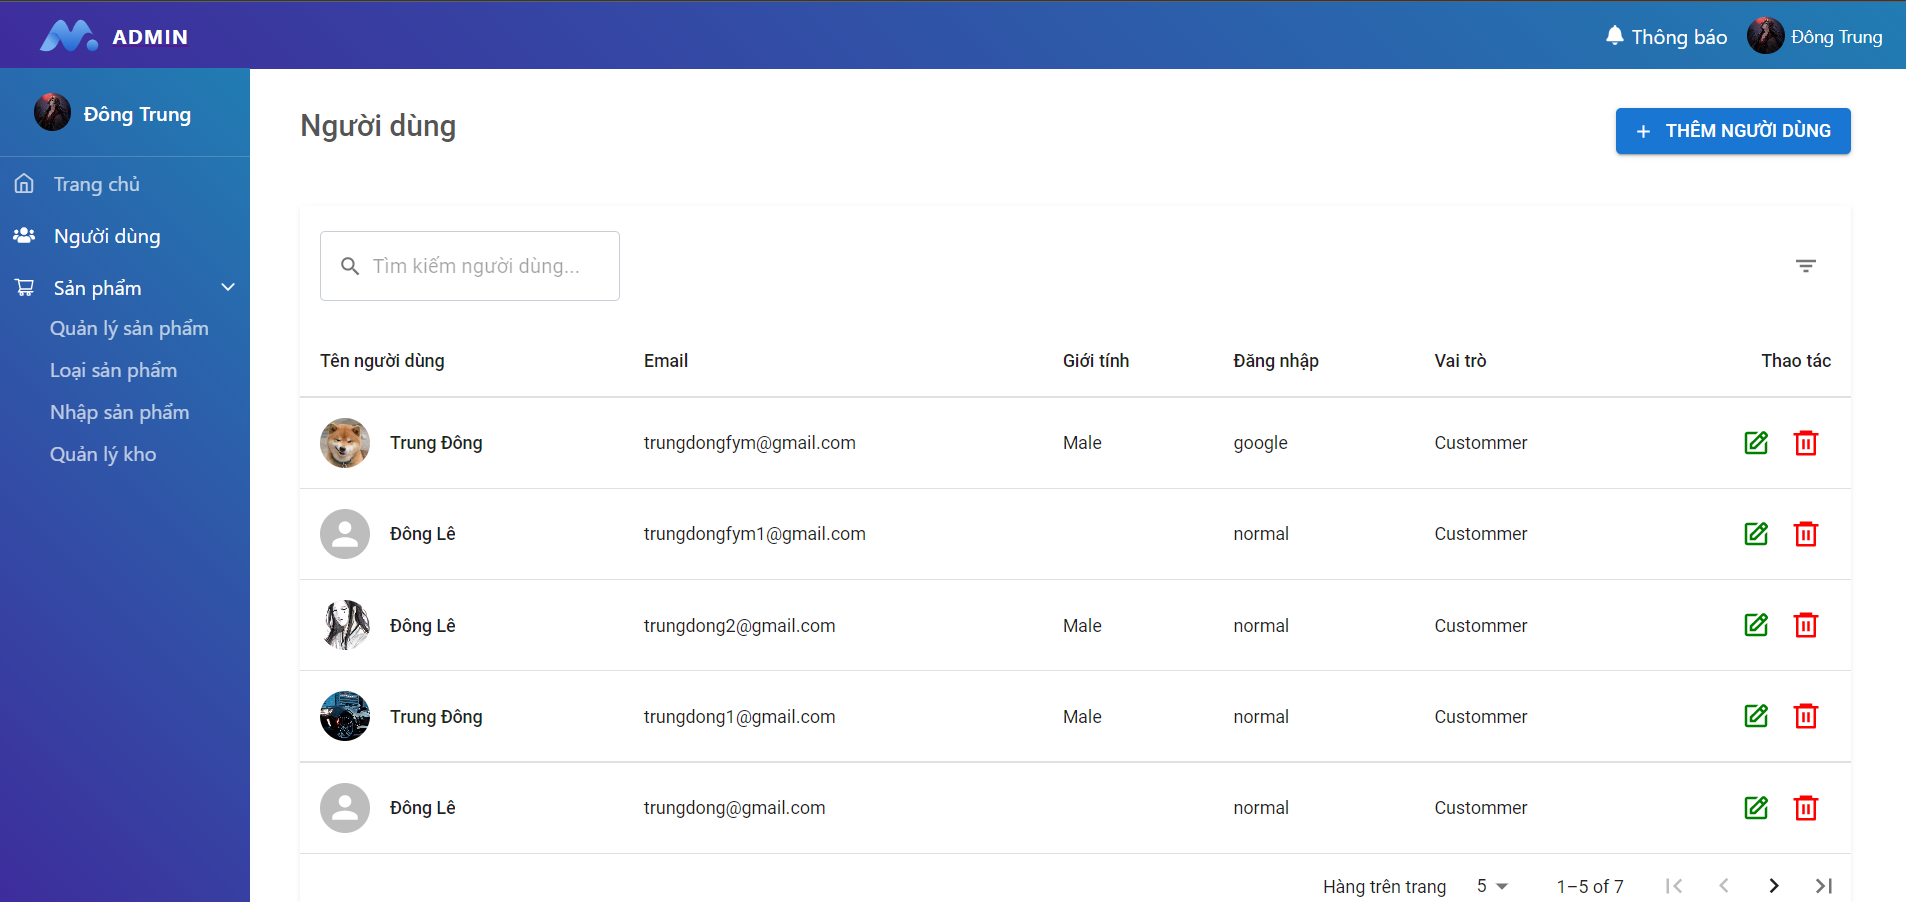 ADMIN
Thông báo
Đông Trung
Đông Trung
Trang chủ
Người dùng
Sản phẩm
Quản lý sản phẩm
Loại sản phẩm
Nhập sản phẩm
Quản lý kho
Người dùng
+ THÊM NGƯỜI DÙNG
Tìm kiếm người dùng...
Tên người dùng Email Giới tính Đăng nhập Vai trò Thao tác
Trung Đông trungdongfym@gmail.com Male google Custommer
Đông Lê trungdongfym1@gmail.com normal Custommer
Đông Lê trungdong2@gmail.com Male normal Custommer
Trung Đông trungdong1@gmail.com Male normal Custommer
Đông Lê trungdong@gmail.com normal Custommer
Hàng trên trang 5 1–5 of 7